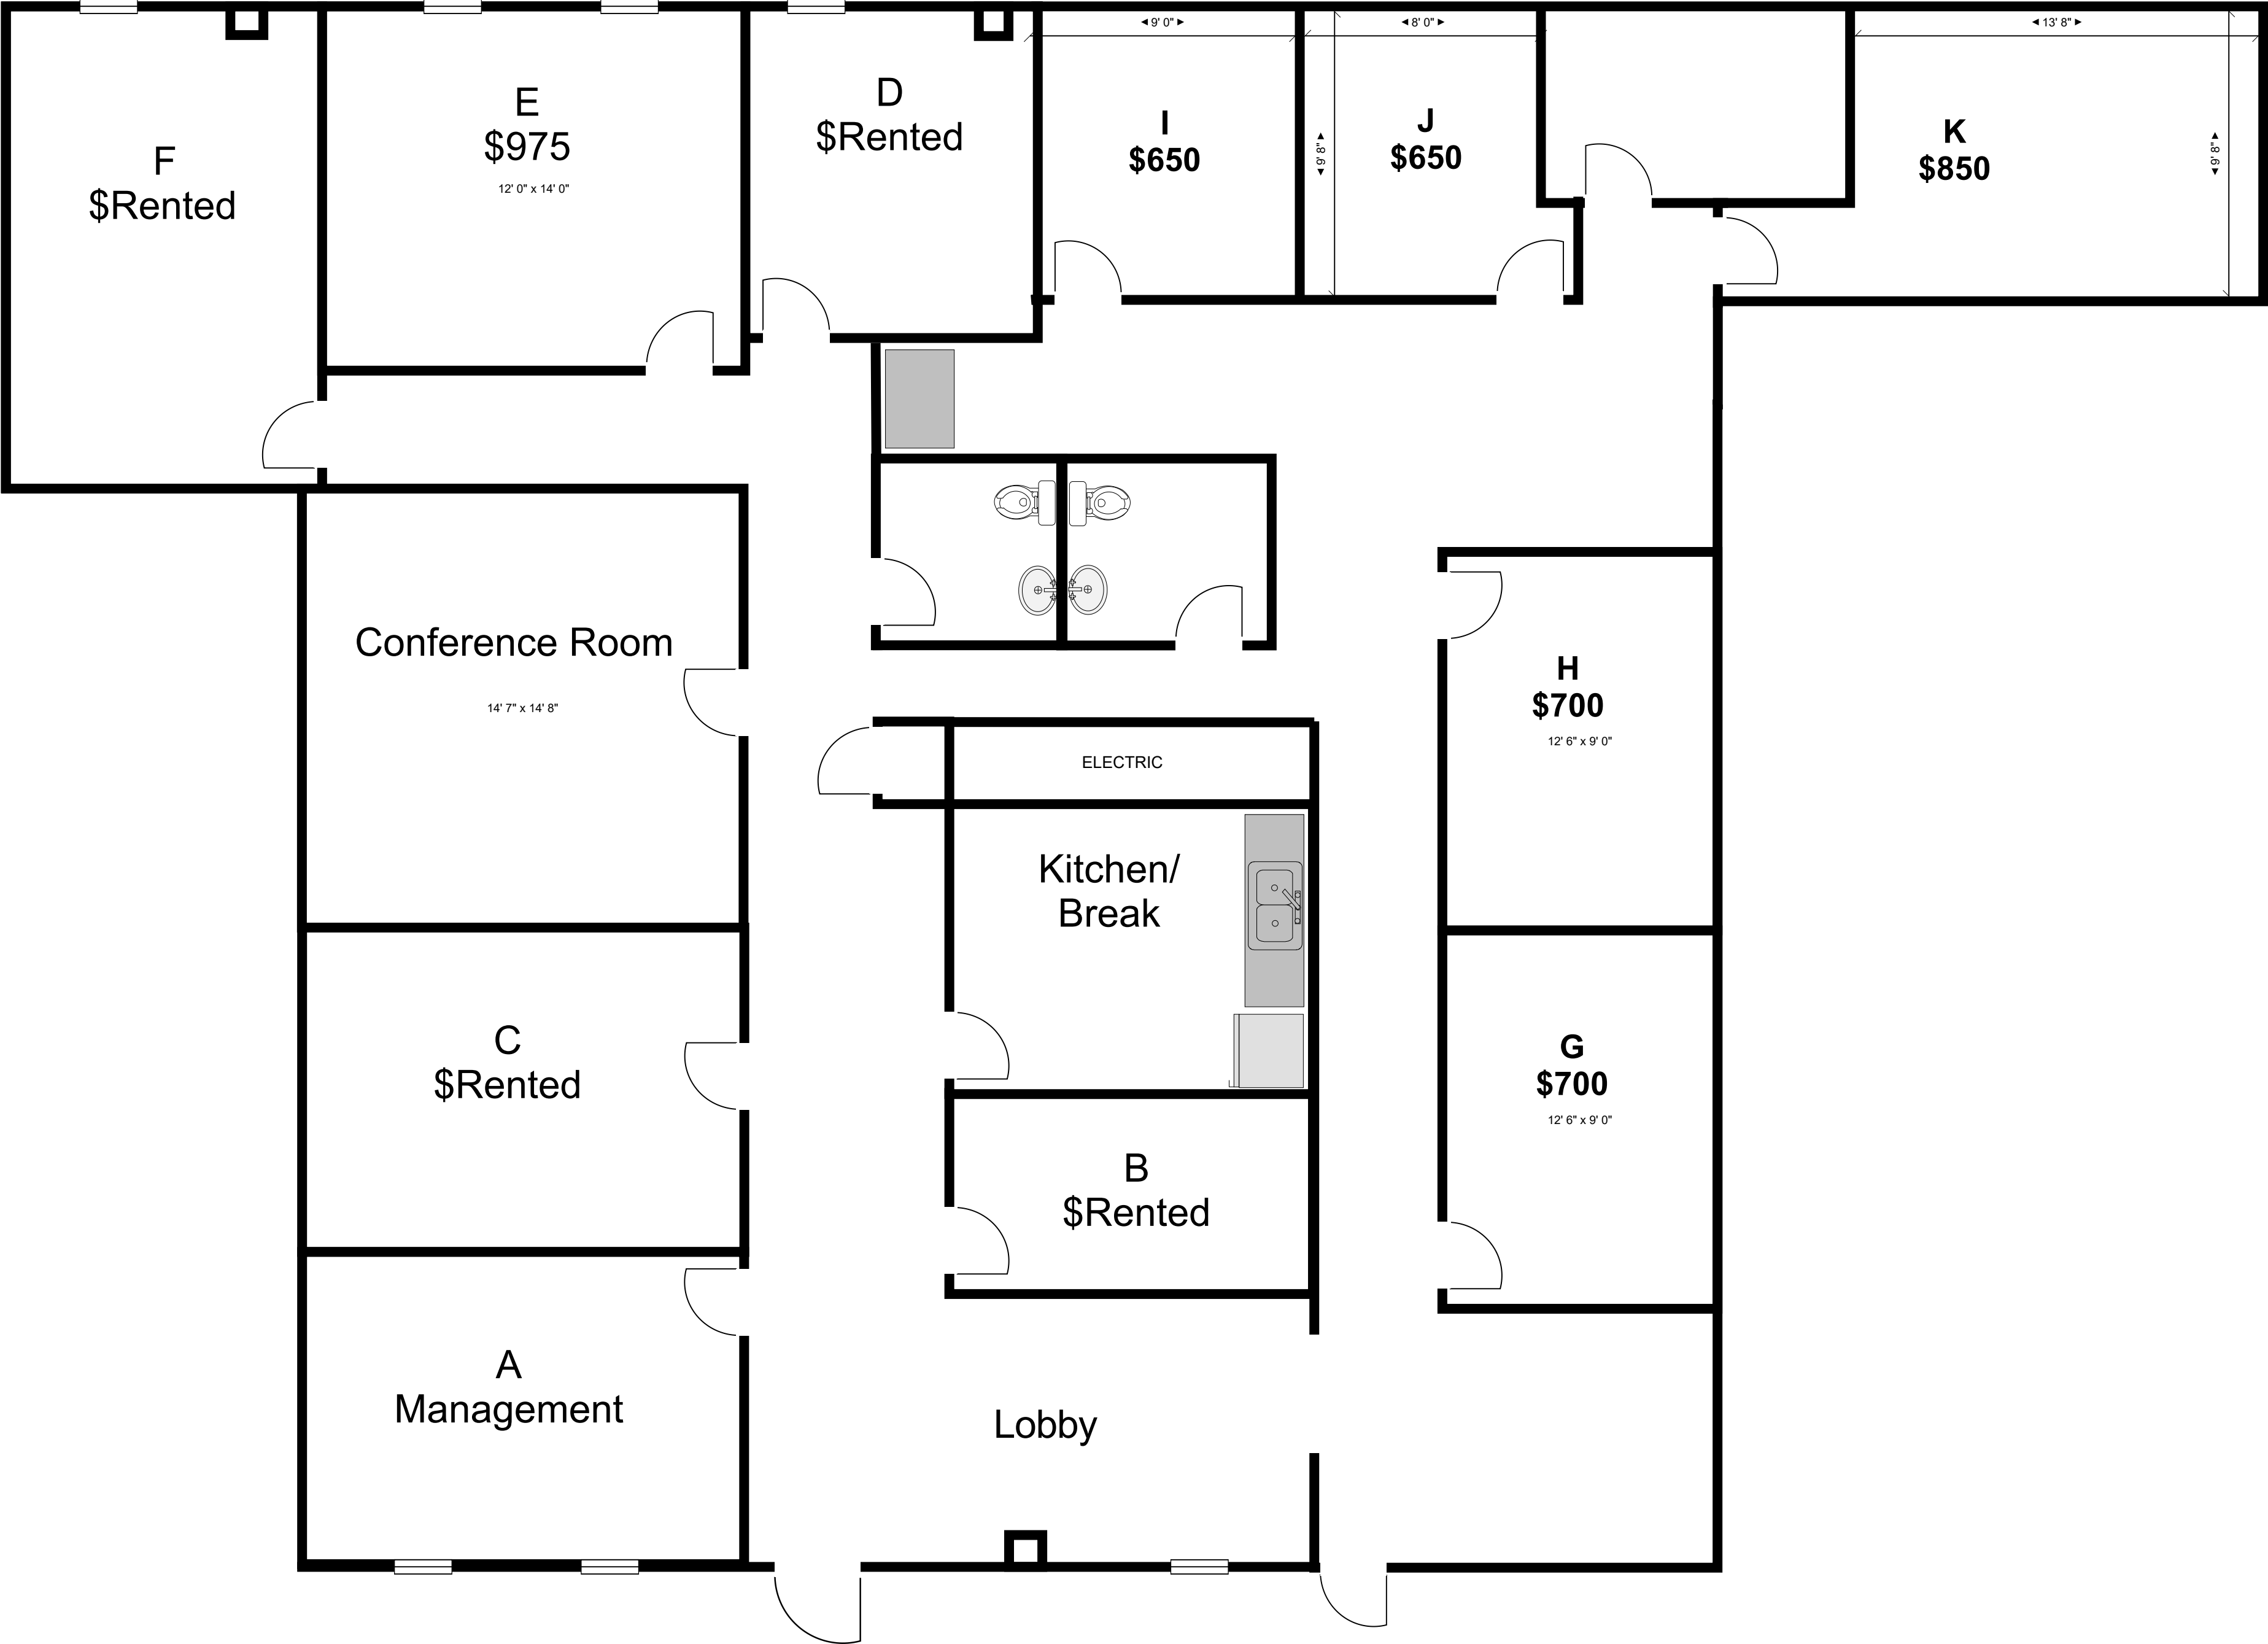 ◄ 9' 0" ►
◄ 8' 0" ►
◄ 13' 8" ►
F
$Rented
E
$975
12' 0" x 14' 0"
D
$Rented
I
$650
◄ 9' 8" ►
J
$650
K
$850
◄ 9' 8" ►
Conference Room
14' 7" x 14' 8"
H
$700
12' 6" x 9' 0"
ELECTRIC
Kitchen/
Break
C
$Rented
G
$700
12' 6" x 9' 0"
B
$Rented
A
Management
Lobby